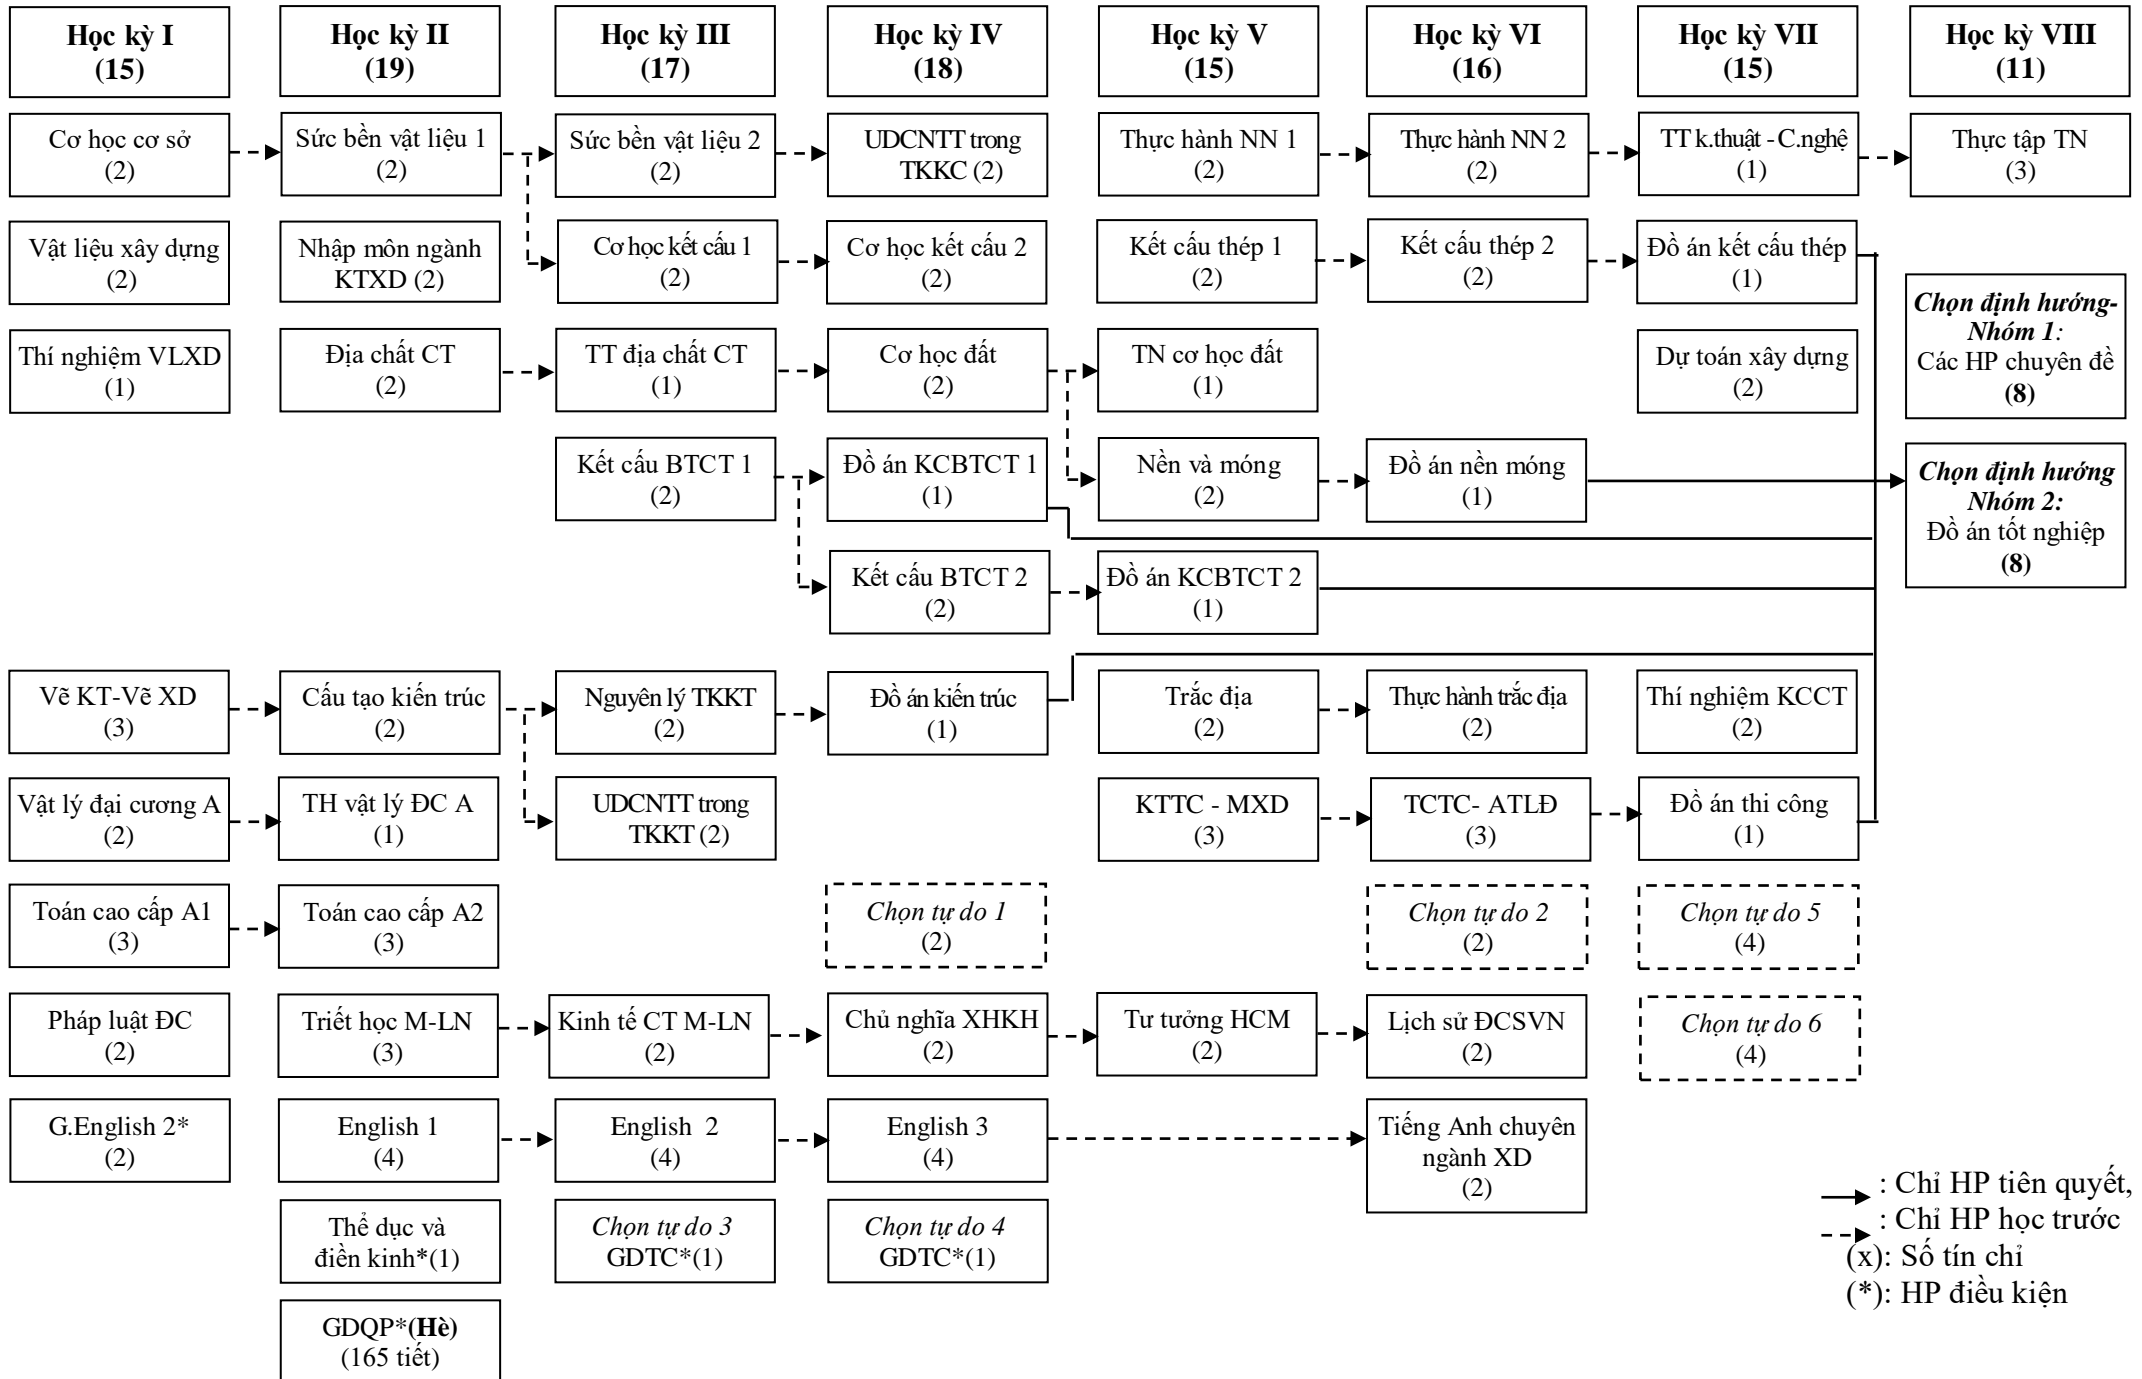 Học kỳ I
(15)
Học kỳ II
(19)
Học kỳ III
(17)
Học kỳ IV
(18)
Học kỳ V
(15)
Học kỳ VI
(16)
Học kỳ VII
(15)
Học kỳ VIII
(11)
Cơ học cơ sở
(2)
Sức bền vật liệu 1
(2)
Sức bền vật liệu 2
(2)
UDCNTT trong
TKKC (2)
Thực hành NN 1
(2)
Thực hành NN 2
(2)
TT k.thuật - C.nghệ
(1)
Thực tập TN
(3)
Vật liệu xây dựng
(2)
Nhập môn ngành
KTXD (2)
Cơ học kết cấu 1
(2)
Cơ học kết cấu 2
(2)
Kết cấu thép 1
(2)
Kết cấu thép 2
(2)
Đồ án kết cấu thép
(1)
Chọn định hướng-
Nhóm 1:
Các HP chuyên đề
(8)
Thí nghiệm VLXD
(1)
Địa chất CT
(2)
TT địa chất CT
(1)
Cơ học đất
(2)
TN cơ học đất
(1)
Dự toán xây dựng
(2)
Kết cấu BTCT 1
(2)
Đồ án KCBTCT 1
(1)
Nền và móng
(2)
Đồ án nền móng
(1)
Chọn định hướng
Nhóm 2:
Đồ án tốt nghiệp
(8)
Kết cấu BTCT 2
(2)
Đồ án KCBTCT 2
(1)
Vẽ KT-Vẽ XD
(3)
Cấu tạo kiến trúc
(2)
Nguyên lý TKKT
(2)
Đồ án kiến trúc
(1)
Trắc địa
(2)
Thực hành trắc địa
(2)
Thí nghiệm KCCT
(2)
Vật lý đại cương A
(2)
TH vật lý ĐC A
(1)
UDCNTT trong
TKKT (2)
KTTC - MXD
(3)
TCTC- ATLĐ
(3)
Đồ án thi công
(1)
Toán cao cấp A1
(3)
Toán cao cấp A2
(3)
Chọn tự do 1
(2)
Chọn tự do 2
(2)
Chọn tự do 5
(4)
Pháp luật ĐC
(2)
Triết học M-LN
(3)
Kinh tế CT M-LN
(2)
Chủ nghĩa XHKH
(2)
Tư tưởng HCM
(2)
Lịch sử ĐCSVN
(2)
Chọn tự do 6
(4)
G.English 2*
(2)
English 1
(4)
English 2
(4)
English 3
(4)
Tiếng Anh chuyên
ngành XD
(2)
Thể dục và
điền kinh*(1)
Chọn tự do 3
GDTC*(1)
Chọn tự do 4
GDTC*(1)
GDQP*(Hè)
(165 tiết)
: Chỉ HP tiên quyết,
: Chỉ HP học trước
(x): Số tín chỉ
(*): HP điều kiện